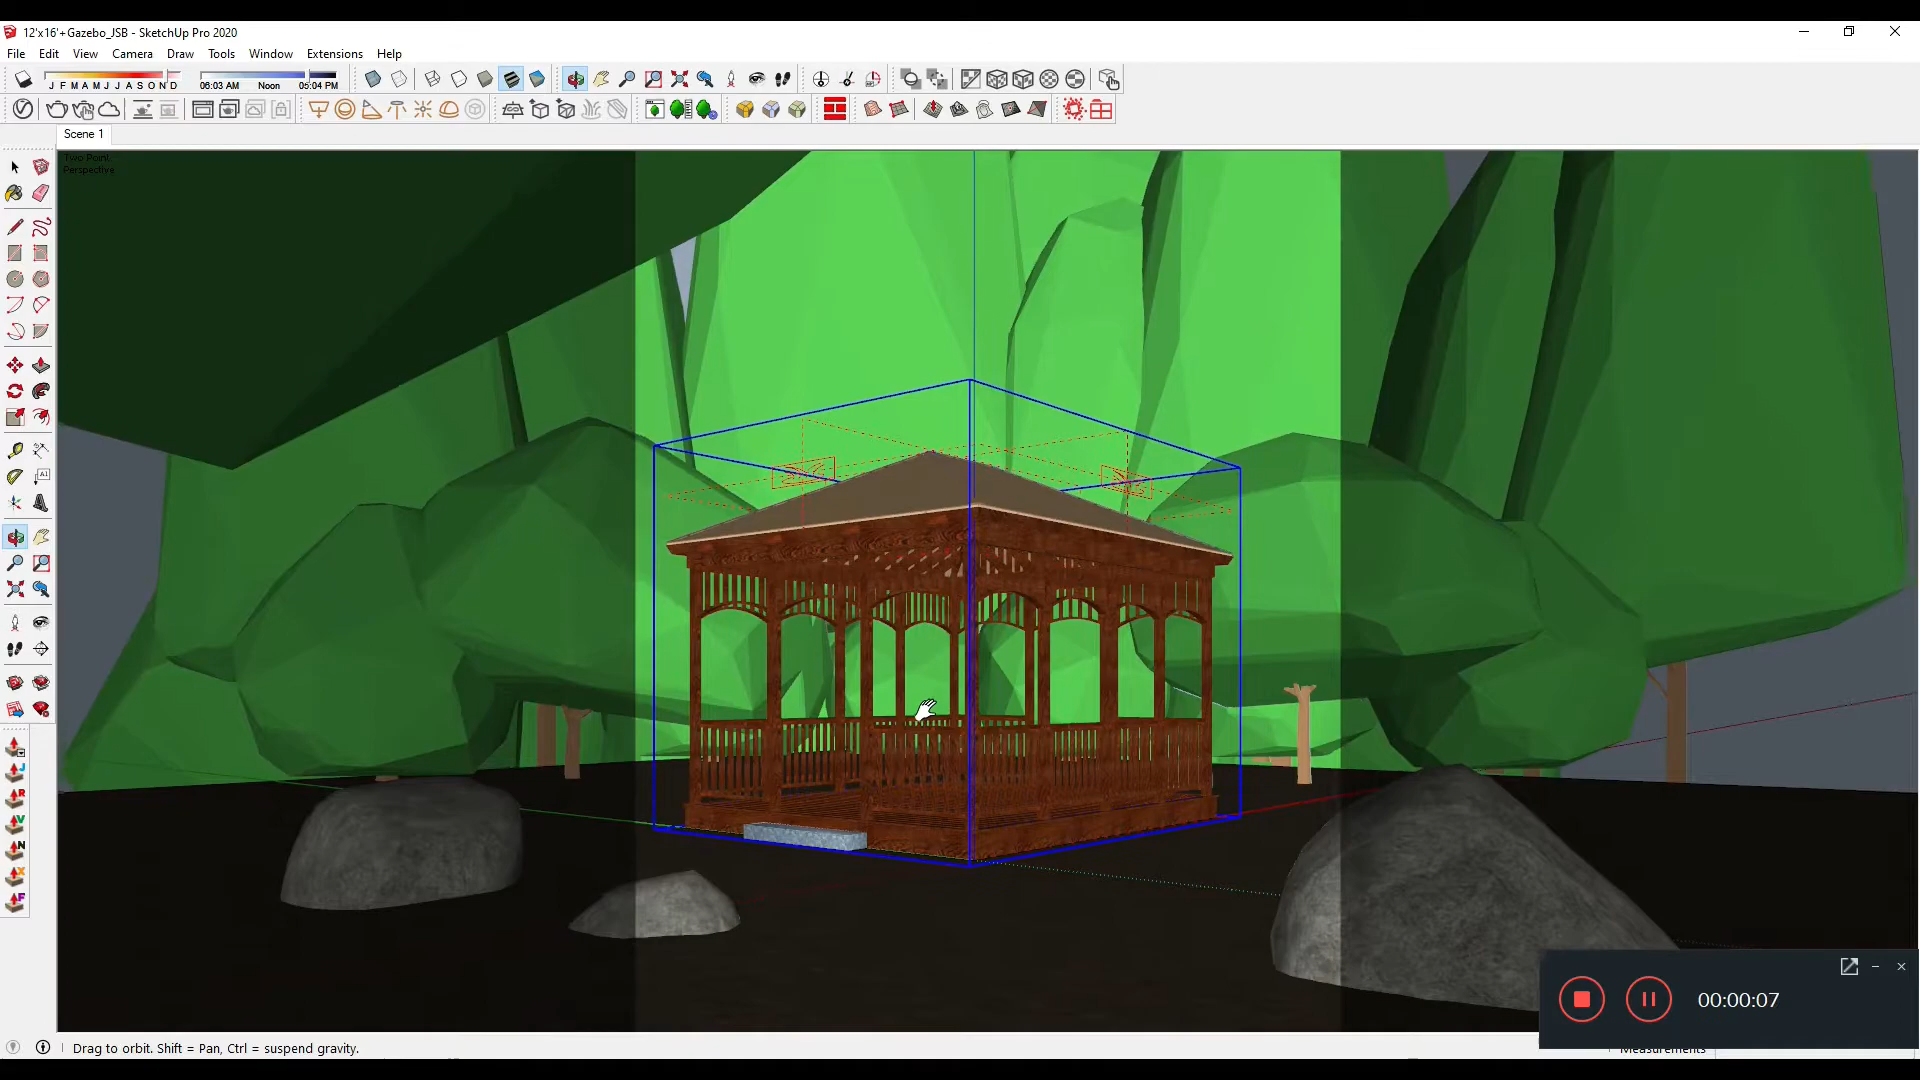 12'x16'+Gazebo_JSB - SketchUp Pro 2020
File Edit View Camera Draw Tools Window Extensions Help
J F M A M J J A S O N D 06:03 AM Noon 05:04 PM
Scene 1
Two Point
Perspective
A1
J
R
V
N
X
F
00:00:07
Drag to orbit. Shift = Pan, Ctrl = suspend gravity.
Measurements